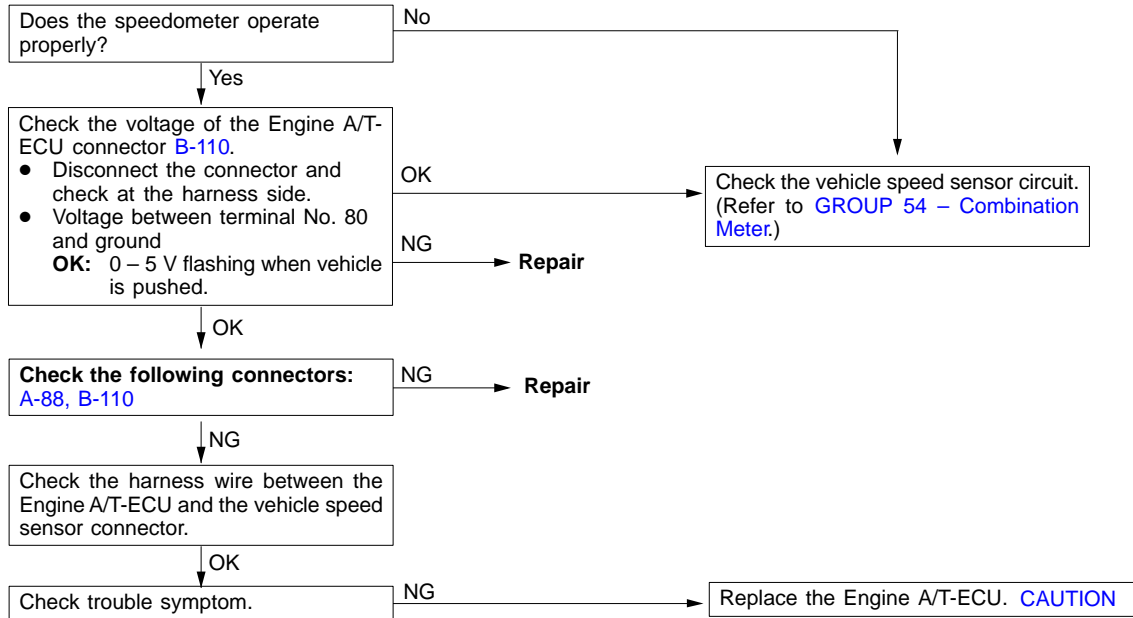 Does the speedometer operate
properly?
No
Yes
Check the voltage of the Engine A/T-
ECU connector B-110.
● Disconnect the connector and
check at the harness side.
● Voltage between terminal No. 80
and ground
OK: 0 – 5 V flashing when vehicle
is pushed.
OK
Check the vehicle speed sensor circuit.
(Refer to GROUP 54 – Combination
Meter.)
NG
Repair
OK
Check the following connectors:
A-88, B-110
NG
Repair
NG
Check the harness wire between the
Engine A/T-ECU and the vehicle speed
sensor connector.
OK
Check trouble symptom.
NG
Replace the Engine A/T-ECU. CAUTION